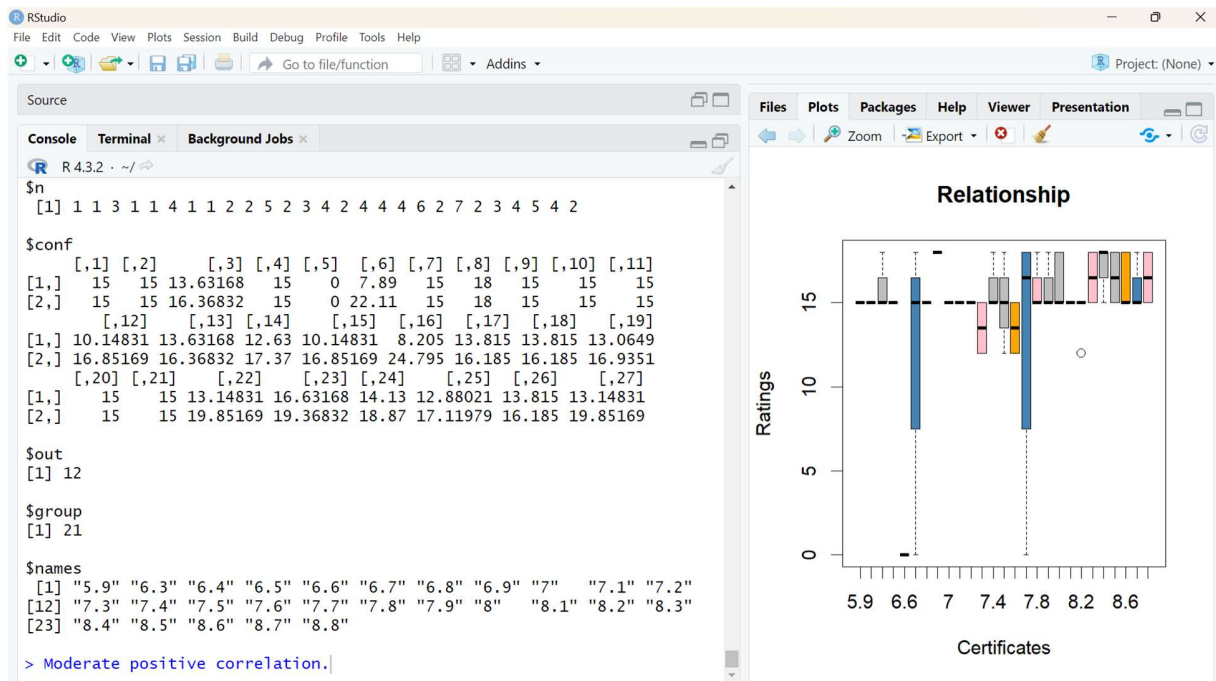 RStudio
File Edit Code View Plots Session Build Debug Profile Tools Help
Go to file/function
Addins
Project: (None)
Source
Console Terminal Background Jobs
R 4.3.2 · ~/
$n
[1] 1 1 3 1 1 4 1 1 2 2 5 2 3 4 2 4 4 4 6 2 7 2 3 4 5 4 2
$conf
[,1] [,2] [,3] [,4] [,5] [,6] [,7] [,8] [,9] [,10] [,11]
[1,] 15 15 13.63168 15 0 7.89 15 18 15 15 15
[2,] 15 15 16.36832 15 0 22.11 15 18 15 15 15
[,12] [,13] [,14] [,15] [,16] [,17] [,18] [,19]
[1,] 10.14831 13.63168 12.63 10.14831 8.205 13.815 13.815 13.0649
[2,] 16.85169 16.36832 17.37 16.85169 24.795 16.185 16.185 16.9351
[,20] [,21] [,22] [,23] [,24] [,25] [,26] [,27]
[1,] 15 15 13.14831 16.63168 14.13 12.88021 13.815 13.14831
[2,] 15 15 19.85169 19.36832 18.87 17.11979 16.185 19.85169
$out
[1] 12
$group
[1] 21
$names
[1] "5.9" "6.3" "6.4" "6.5" "6.6" "6.7" "6.8" "6.9" "7" "7.1" "7.2"
[12] "7.3" "7.4" "7.5" "7.6" "7.7" "7.8" "7.9" "8" "8.1" "8.2" "8.3"
[23] "8.4" "8.5" "8.6" "8.7" "8.8"
> Moderate positive correlation.
Files Plots Packages Help Viewer Presentation
Zoom Export
Relationship
Ratings
15
10
5
0
5.9 6.6 7 7.4 7.8 8.2 8.6
Certificates